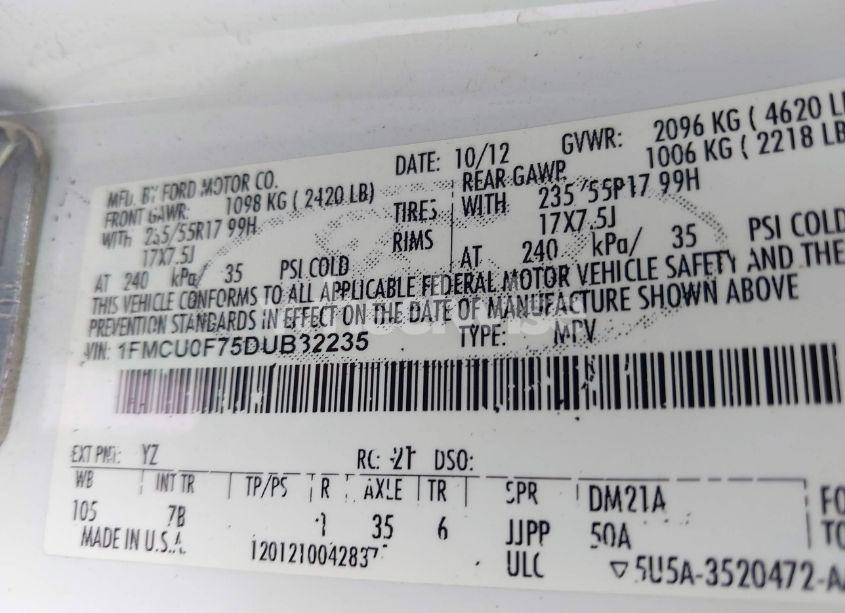 MFD. BY FORD MOTOR CO. DATE: 10/12 GVWR: 2096 KG ( 4620 L
FRONT GAWR: 1098 KG ( 2420 LB) REAR GAWR: 1006 KG ( 2218 LB
WITH 235/55R17 99H TIRES WITH 235/55R17 99H
17X7.5J RIMS 17X7.5J
AT 240 kPa/ 35 PSI COLD AT 240 kPa/ 35 PSI COLD
THIS VEHICLE CONFORMS TO ALL APPLICABLE FEDERAL MOTOR VEHICLE SAFETY AND THE
PREVENTION STANDARDS IN EFFECT ON THE DATE OF MANUFACTURE SHOWN ABOVE
VIN: 1FMCU0F75DUB32235 TYPE: MPV
EXT PNT: YZ RC: 21 DSO:
WB INT TR TP/PS R AXLE TR SPR DM21A FO
105 7B 1 35 6 JJPP 50A TO
MADE IN U.S.A. ULC ▽5U5A-3520472-A